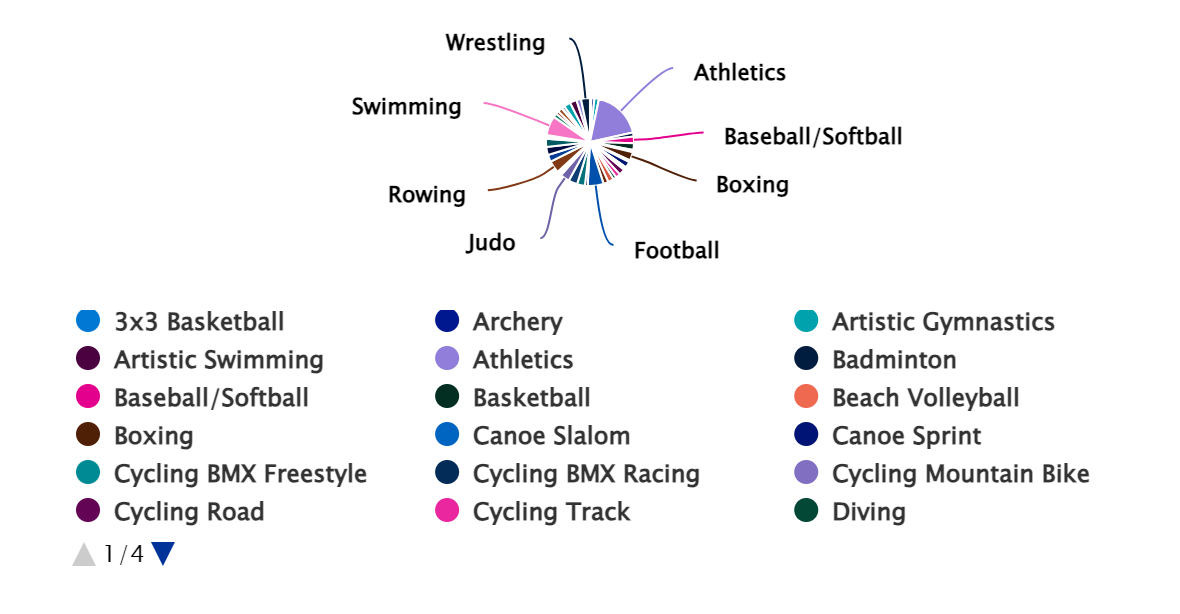 Wrestling
Athletics
Swimming
Baseball/Softball
Boxing
Rowing
Judo
Football
3x3 Basketball Archery Artistic Gymnastics
Artistic Swimming Athletics Badminton
Baseball/Softball Basketball Beach Volleyball
Boxing Canoe Slalom Canoe Sprint
Cycling BMX Freestyle Cycling BMX Racing Cycling Mountain Bike
Cycling Road Cycling Track Diving
1/4